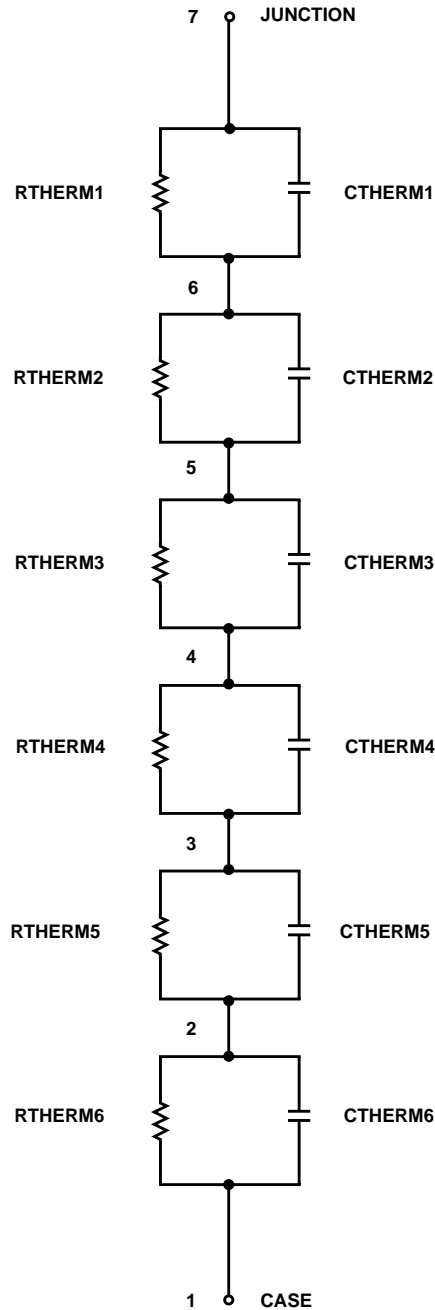 7 JUNCTION
RTHERM1 CTHERM1
6
RTHERM2 CTHERM2
5
RTHERM3 CTHERM3
4
RTHERM4 CTHERM4
3
RTHERM5 CTHERM5
2
RTHERM6 CTHERM6
1 CASE